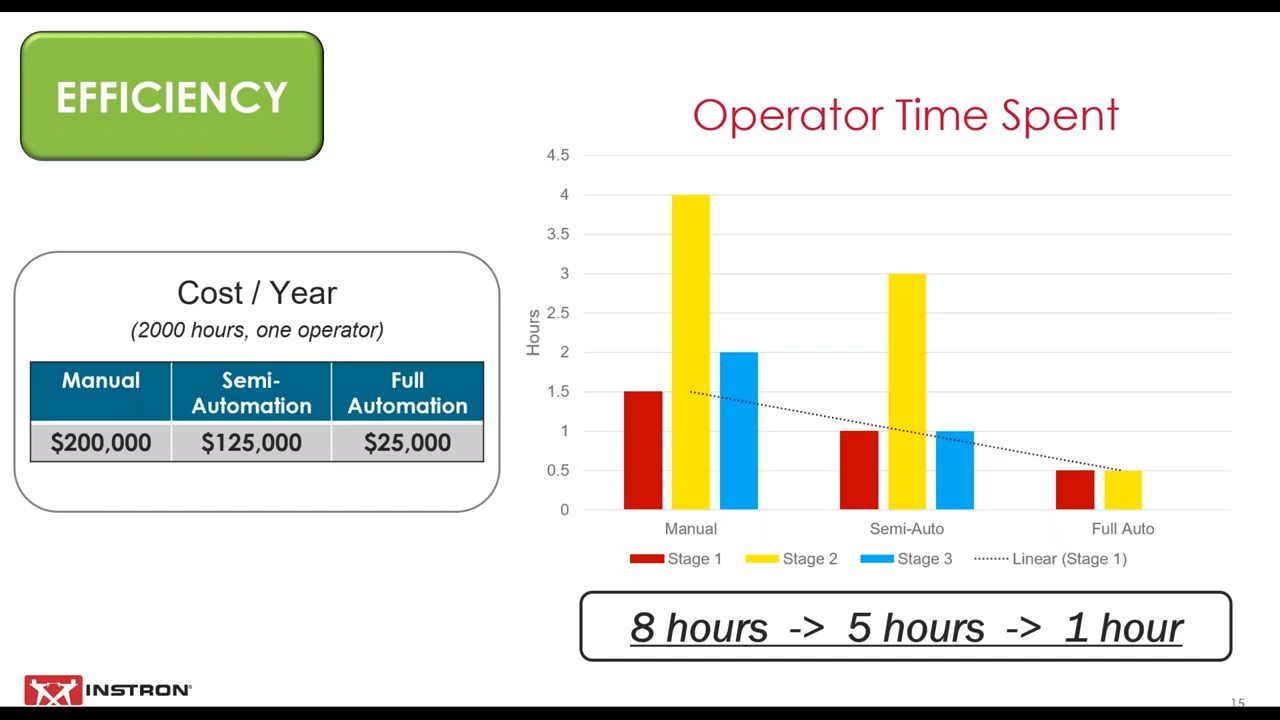 EFFICIENCY
Cost / Year
(2000 hours, one operator)
Manual
Semi-
Automation
Full
Automation
$200,000
$125,000
$25,000
Operator Time Spent
4.5
4
3.5
3
2.5
2
1.5
1
0.5
0
Hours
Manual
Semi-Auto
Full Auto
Stage 1
Stage 2
Stage 3
Linear (Stage 1)
8 hours -> 5 hours -> 1 hour
INSTRON®
15